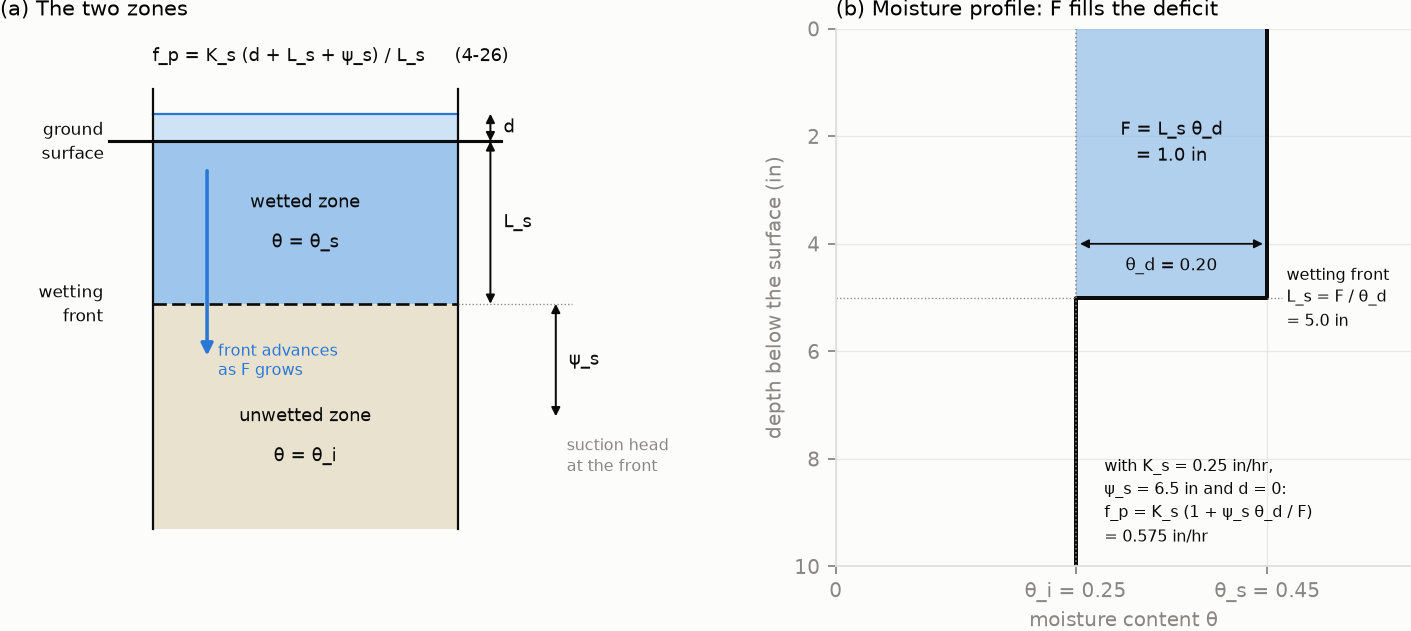 (a) The two zones
f_p = K_s (d + L_s + ψ_s) / L_s (4-26)
d
ground
surface
wetted zone
θ = θ_s
L_s
wetting
front
front advances
as F grows
ψ_s
unwetted zone
θ = θ_i
suction head
at the front
(b) Moisture profile: F fills the deficit
depth below the surface (in)
0
2
4
6
8
10
F = L_s θ_d
= 1.0 in
θ_d = 0.20
wetting front
L_s = F / θ_d
= 5.0 in
with K_s = 0.25 in/hr,
ψ_s = 6.5 in and d = 0:
f_p = K_s (1 + ψ_s θ_d / F)
= 0.575 in/hr
0
θ_i = 0.25
θ_s = 0.45
moisture content θ